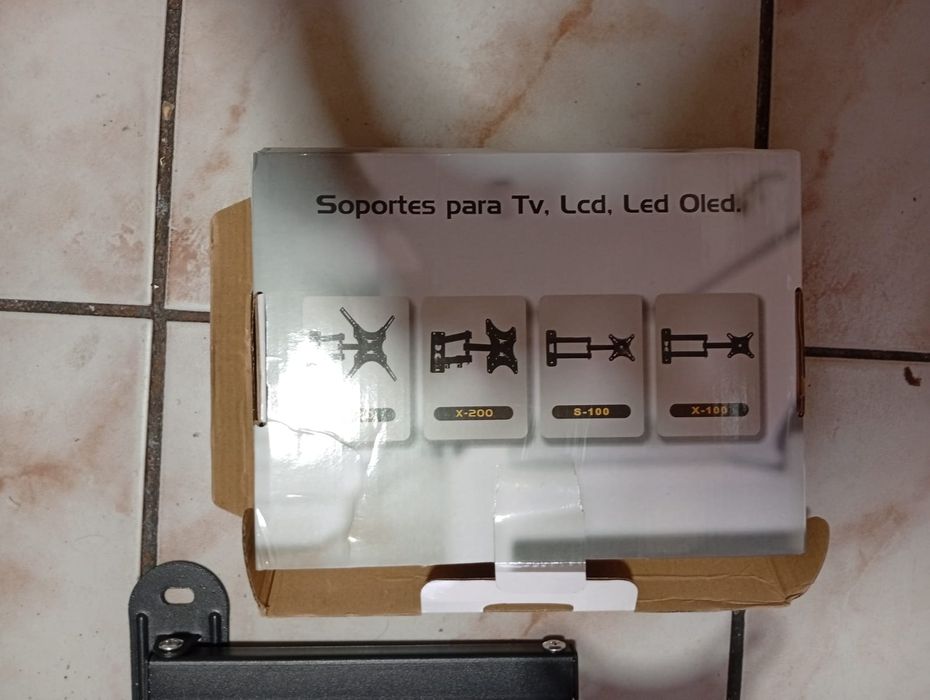 Soportes para Tv, Lcd, Led Oled.
X-200
S-100
X-100